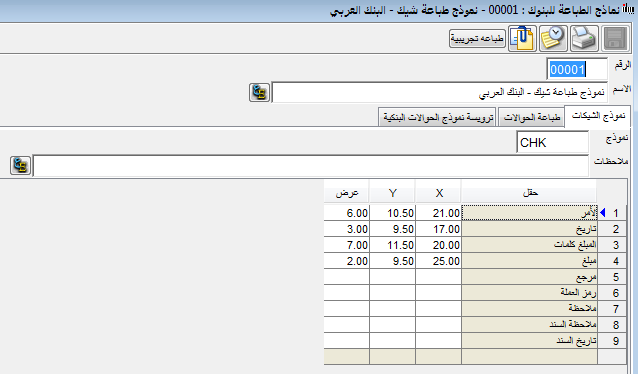 نماذج الطباعة للبنوك : 00001 - نموذج طباعة شيك - البنك العربي
طباعه تجريبية
الرقم 00001
الاسم نموذج طباعة شيك - البنك العربي
نموذج الشيكات طباعة الحوالات ترويسة نموذج الحوالات البنكية
نموذج CHK
ملاحظات
حقل X Y عرض
1 لأمر 21.00 10.50 6.00
2 تاريخ 17.00 9.50 3.00
3 المبلغ كلمات 20.00 11.50 7.00
4 مبلغ 25.00 9.50 2.00
5 مرجع
6 رمز العملة
7 ملاحظة
8 ملاحظة السند
9 تاريخ السند